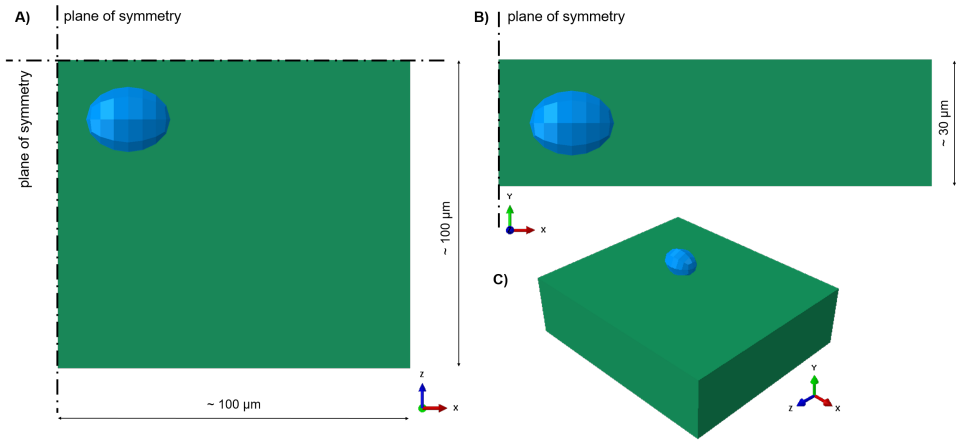 A)
plane of symmetry
plane of symmetry
~ 100 µm
~ 100 µm
Z
X
B)
plane of symmetry
~ 30 µm
Y
X
C)
Y
Z
X